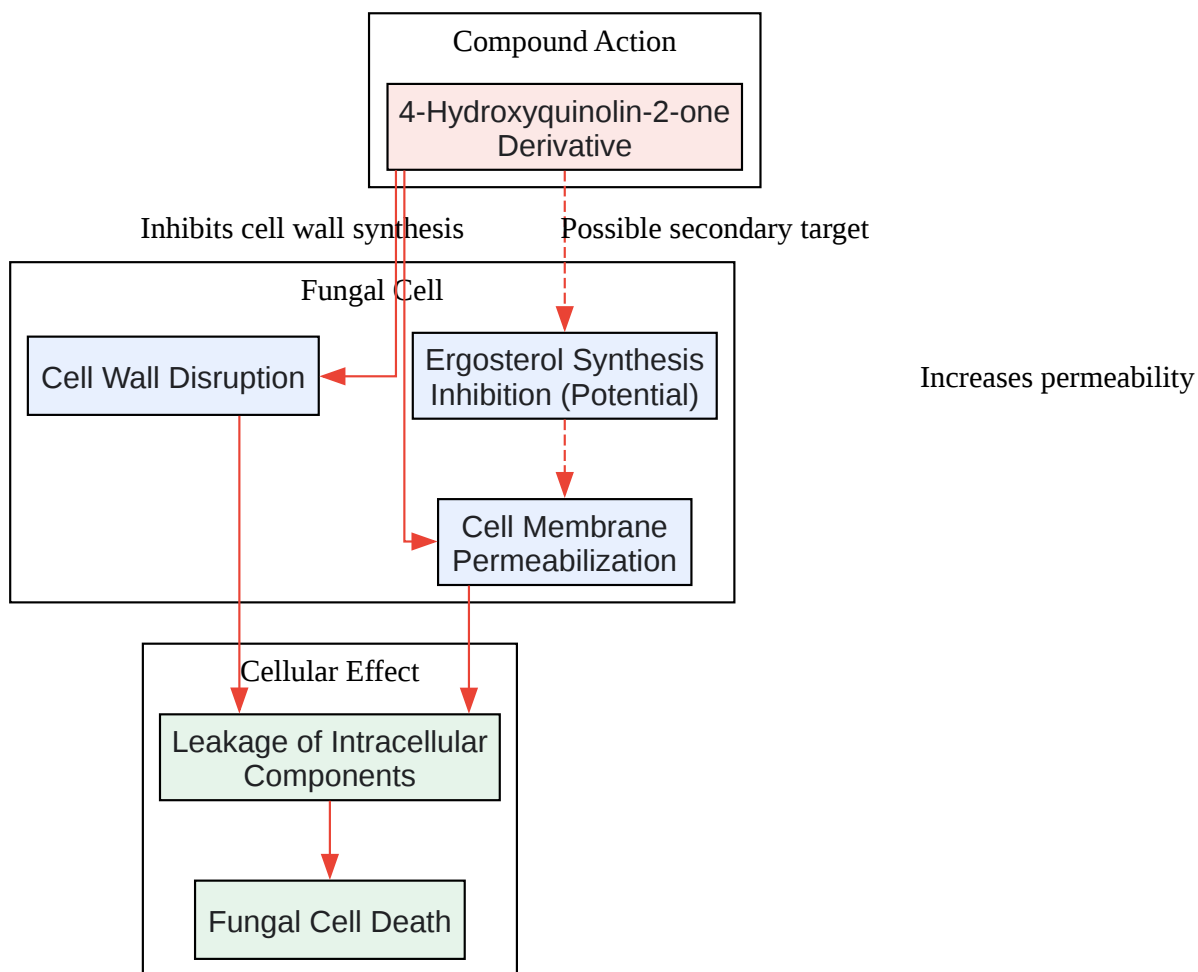 Compound Action
4-Hydroxyquinolin-2-one
Derivative
Inhibits cell wall synthesis
Possible secondary target
Fungal Cell
Cell Wall Disruption
Ergosterol Synthesis
Inhibition (Potential)
Increases permeability
Cell Membrane
Permeabilization
Cellular Effect
Leakage of Intracellular
Components
Fungal Cell Death